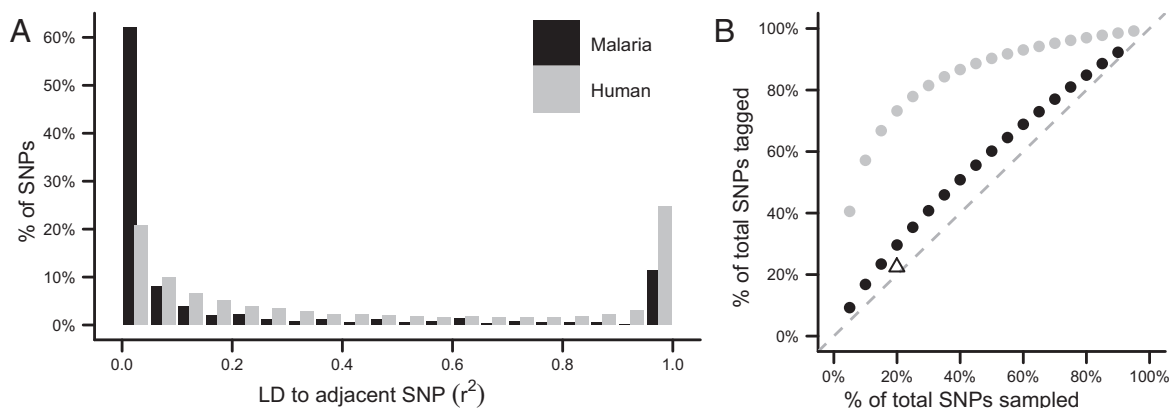 A
% of SNPs
60%
50%
40%
30%
20%
10%
0%
0.0 0.2 0.4 0.6 0.8 1.0
LD to adjacent SNP (r²)
Malaria
Human
B
% of total SNPs tagged
100%
80%
60%
40%
20%
0%
0% 20% 40% 60% 80% 100%
% of total SNPs sampled